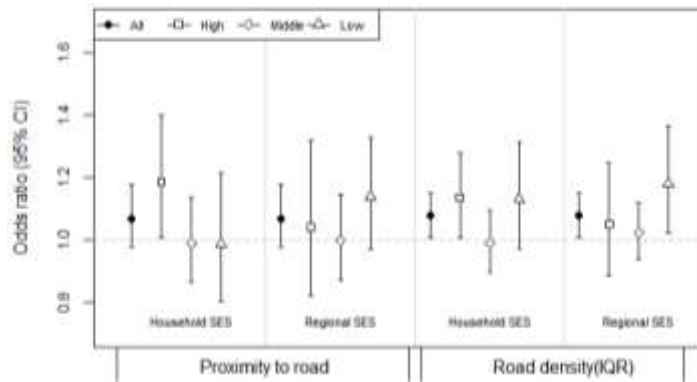 All High Middle Low
Odds ratio (95% CI)
1.6
1.4
1.2
1.0
0.8
Household SES Regional SES Household SES Regional SES
Proximity to road Road density(IQR)